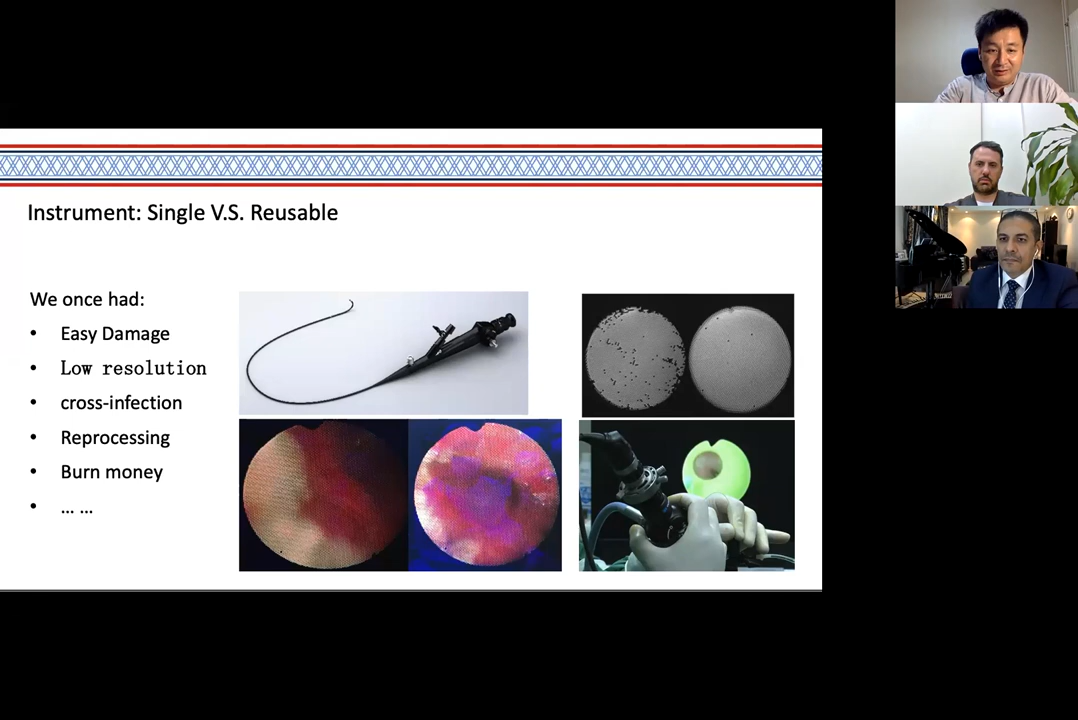 Instrument: Single V.S. Reusable
We once had:
• Easy Damage
• Low resolution
• cross-infection
• Reprocessing
• Burn money
• ... ...